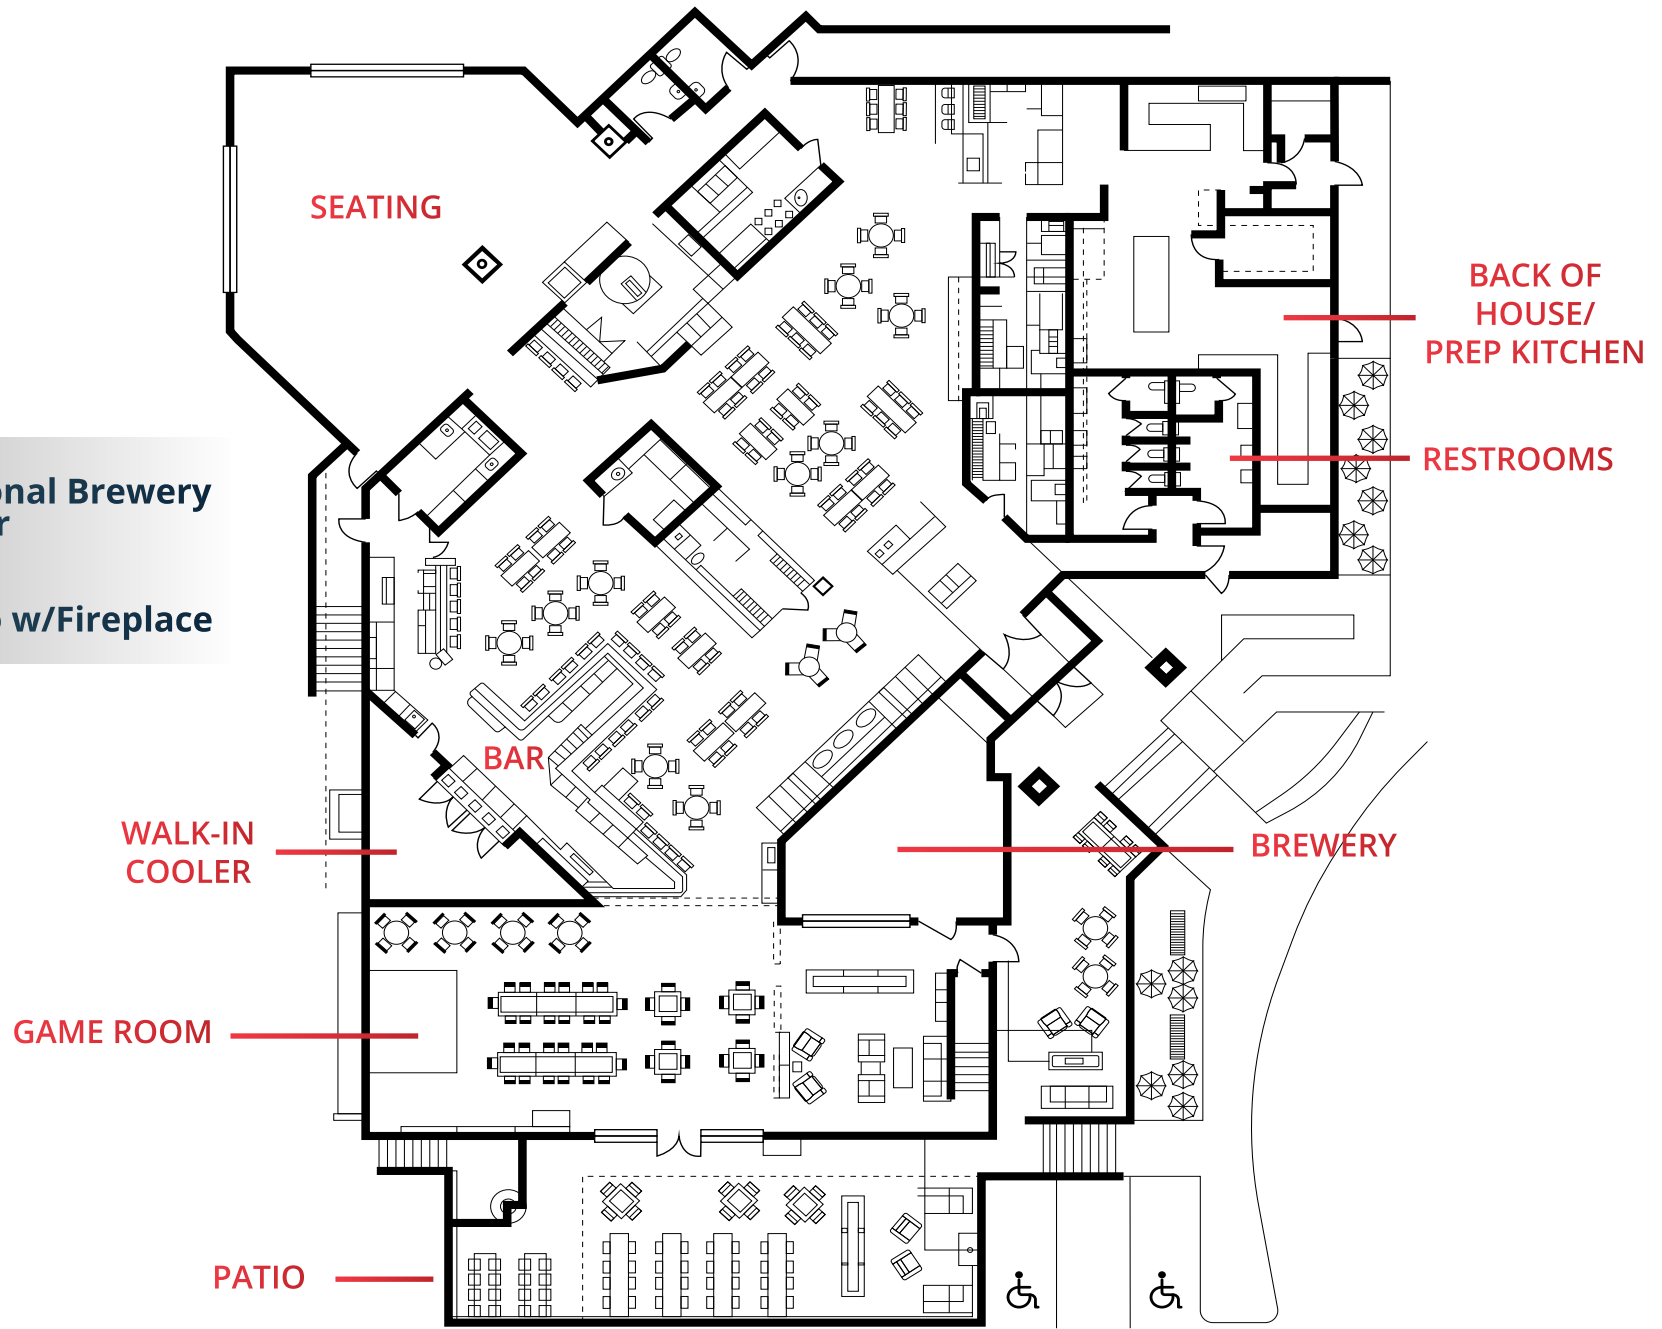 SEATING
BACK OF
HOUSE/
PREP KITCHEN
RESTROOMS
onal Brewery
r
w/Fireplace
BAR
WALK-IN
COOLER
BREWERY
GAME ROOM
PATIO